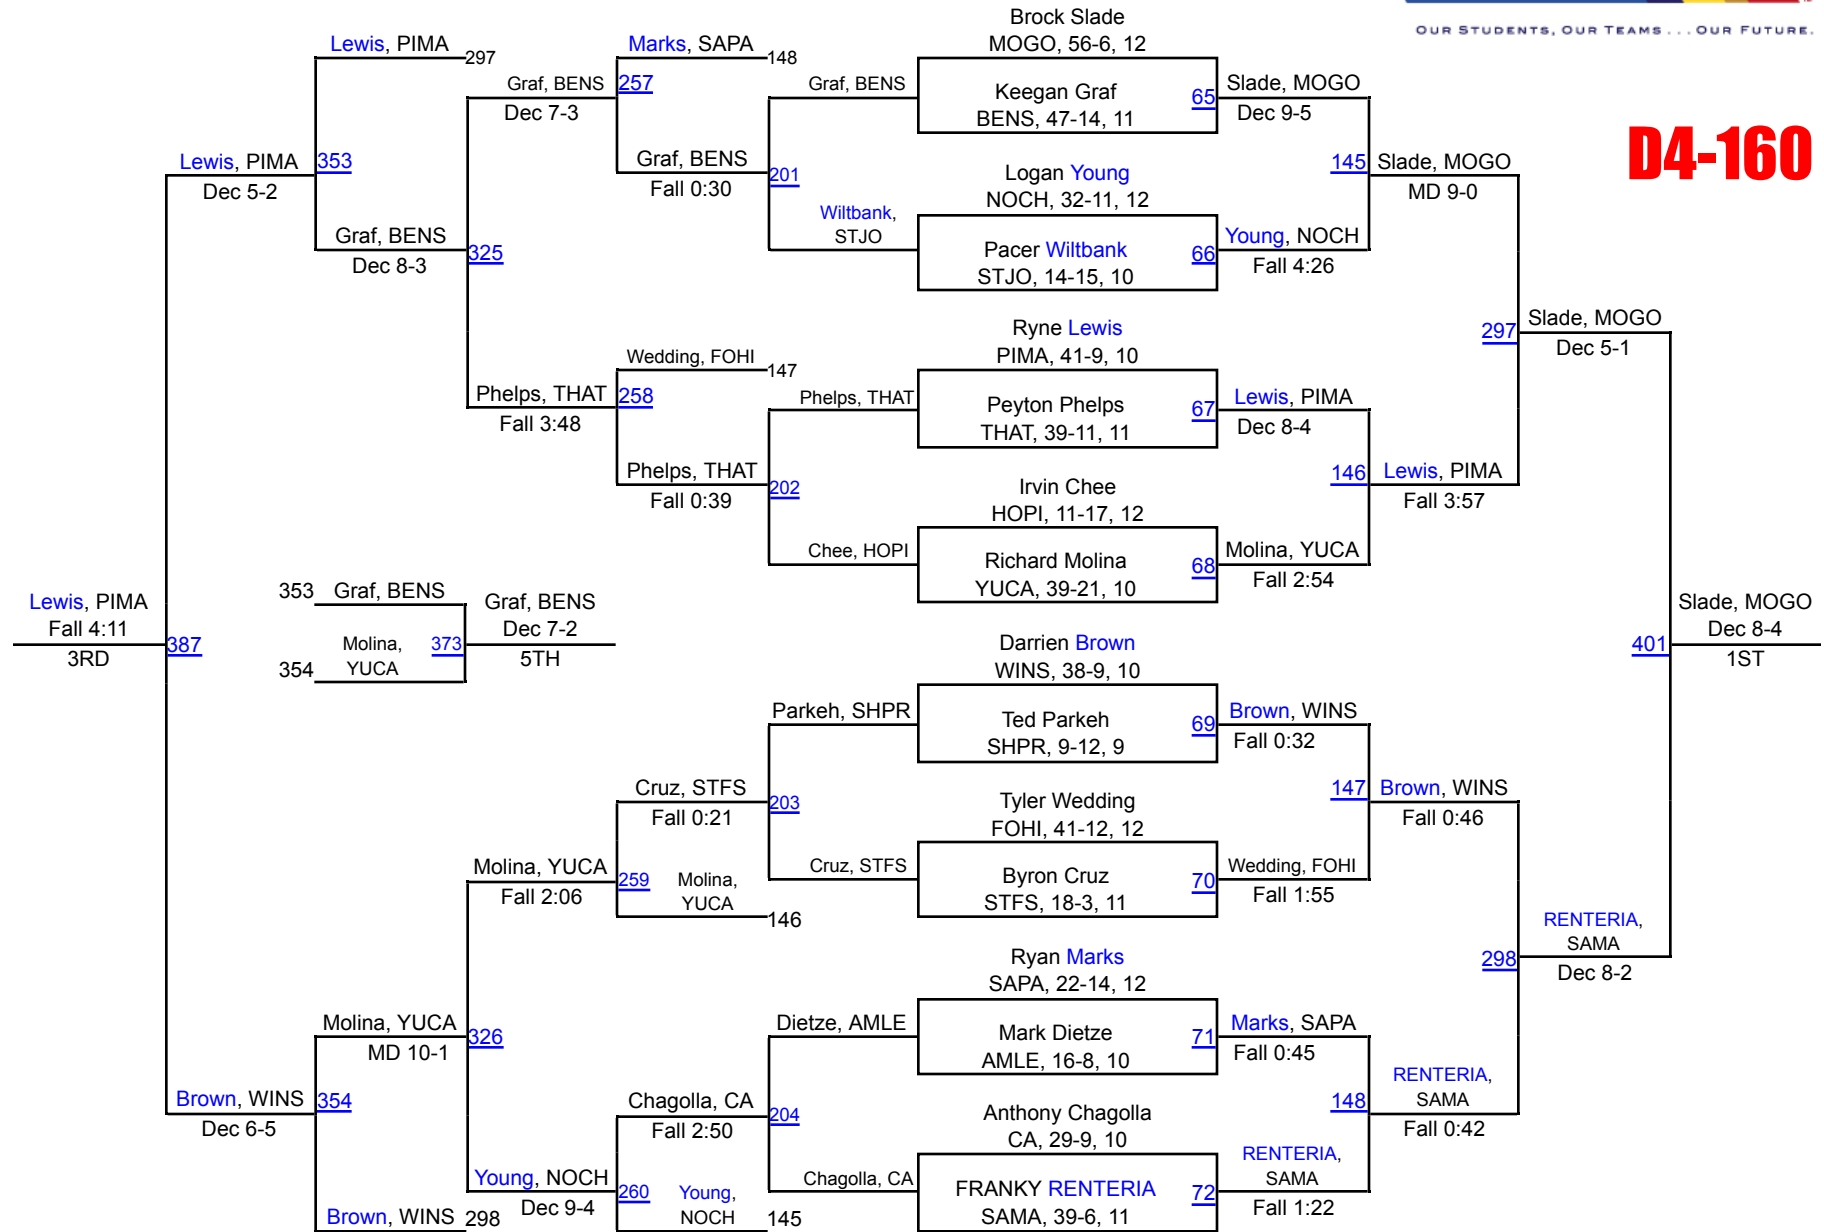 OUR STUDENTS, OUR TEAMS . . . OUR FUTURE.
D4-160
Lewis, PIMA
297
Graf, BENS
Dec 7-3
Lewis, PIMA
353
Dec 5-2
Graf, BENS
325
Dec 8-3
Phelps, THAT
Fall 3:48
Lewis, PIMA
Fall 4:11
387
3RD
353
Graf, BENS
Molina,
YUCA
373
354
Graf, BENS
Dec 7-2
5TH
Molina, YUCA
Fall 2:06
Molina, YUCA
326
MD 10-1
Brown, WINS
354
Dec 6-5
Young, NOCH
Dec 9-4
Brown, WINS
298
Marks, SAPA
148
257
Graf, BENS
201
Fall 0:30
Wedding, FOHI
147
258
Phelps, THAT
202
Fall 0:39
Cruz, STFS
203
Fall 0:21
259
Molina,
YUCA
146
Chagolla, CA
204
Fall 2:50
260
Young,
NOCH
145
Graf, BENS
Wiltbank,
STJO
Phelps, THAT
Chee, HOPI
Parkeh, SHPR
Cruz, STFS
Dietze, AMLE
Chagolla, CA
Brock Slade
MOGO, 56-6, 12
Keegan Graf
BENS, 47-14, 11
65
Logan Young
NOCH, 32-11, 12
Pacer Wiltbank
STJO, 14-15, 10
66
Ryne Lewis
PIMA, 41-9, 10
Peyton Phelps
THAT, 39-11, 11
67
Irvin Chee
HOPI, 11-17, 12
Richard Molina
YUCA, 39-21, 10
68
Darrien Brown
WINS, 38-9, 10
Ted Parkeh
SHPR, 9-12, 9
69
Tyler Wedding
FOHI, 41-12, 12
Byron Cruz
STFS, 18-3, 11
70
Ryan Marks
SAPA, 22-14, 12
Mark Dietze
AMLE, 16-8, 10
71
Anthony Chagolla
CA, 29-9, 10
FRANKY RENTERIA
SAMA, 39-6, 11
72
Slade, MOGO
Dec 9-5
145
Young, NOCH
Fall 4:26
Lewis, PIMA
Dec 8-4
146
Molina, YUCA
Fall 2:54
Brown, WINS
Fall 0:32
147
Wedding, FOHI
Fall 1:55
Marks, SAPA
Fall 0:45
148
RENTERIA,
SAMA
Fall 1:22
Slade, MOGO
MD 9-0
297
Lewis, PIMA
Fall 3:57
Brown, WINS
Fall 0:46
298
RENTERIA,
SAMA
Fall 0:42
Slade, MOGO
Dec 5-1
401
RENTERIA,
SAMA
Dec 8-2
Slade, MOGO
Dec 8-4
1ST